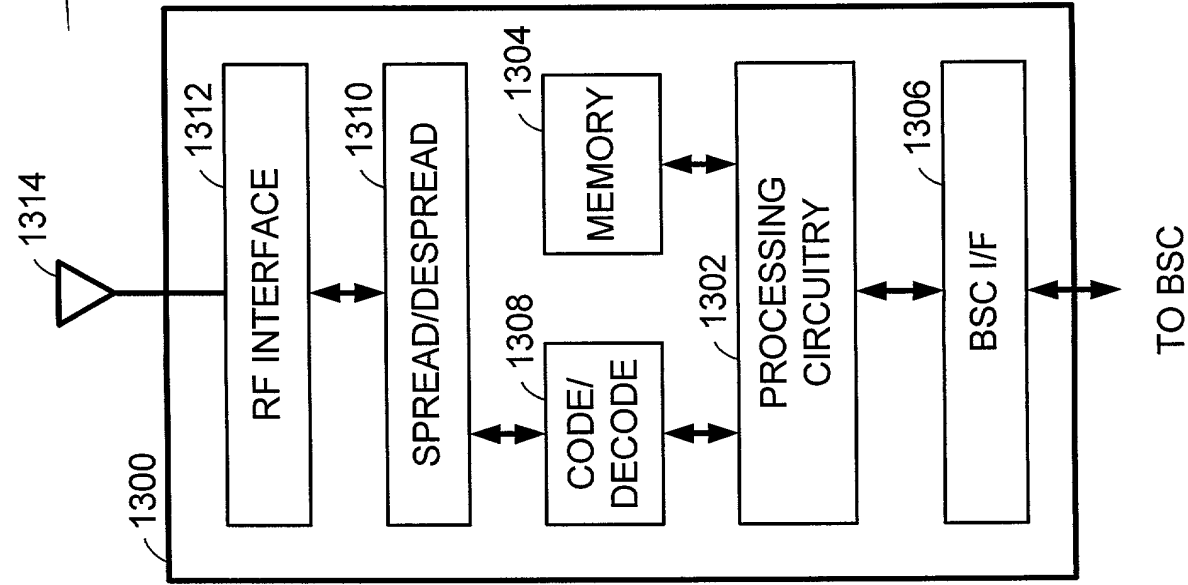 1314
1300
1312
RF INTERFACE
1310
SPREAD/DESPREAD
1308
CODE/
DECODE
1304
MEMORY
1302
PROCESSING
CIRCUITRY
1306
BSC I/F
TO BSC